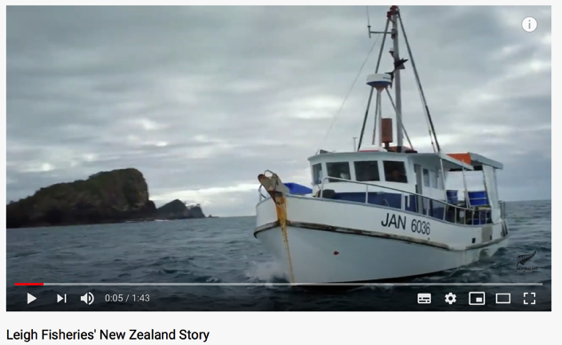 JAN 6036
0:05 / 1:43
Leigh Fisheries' New Zealand Story